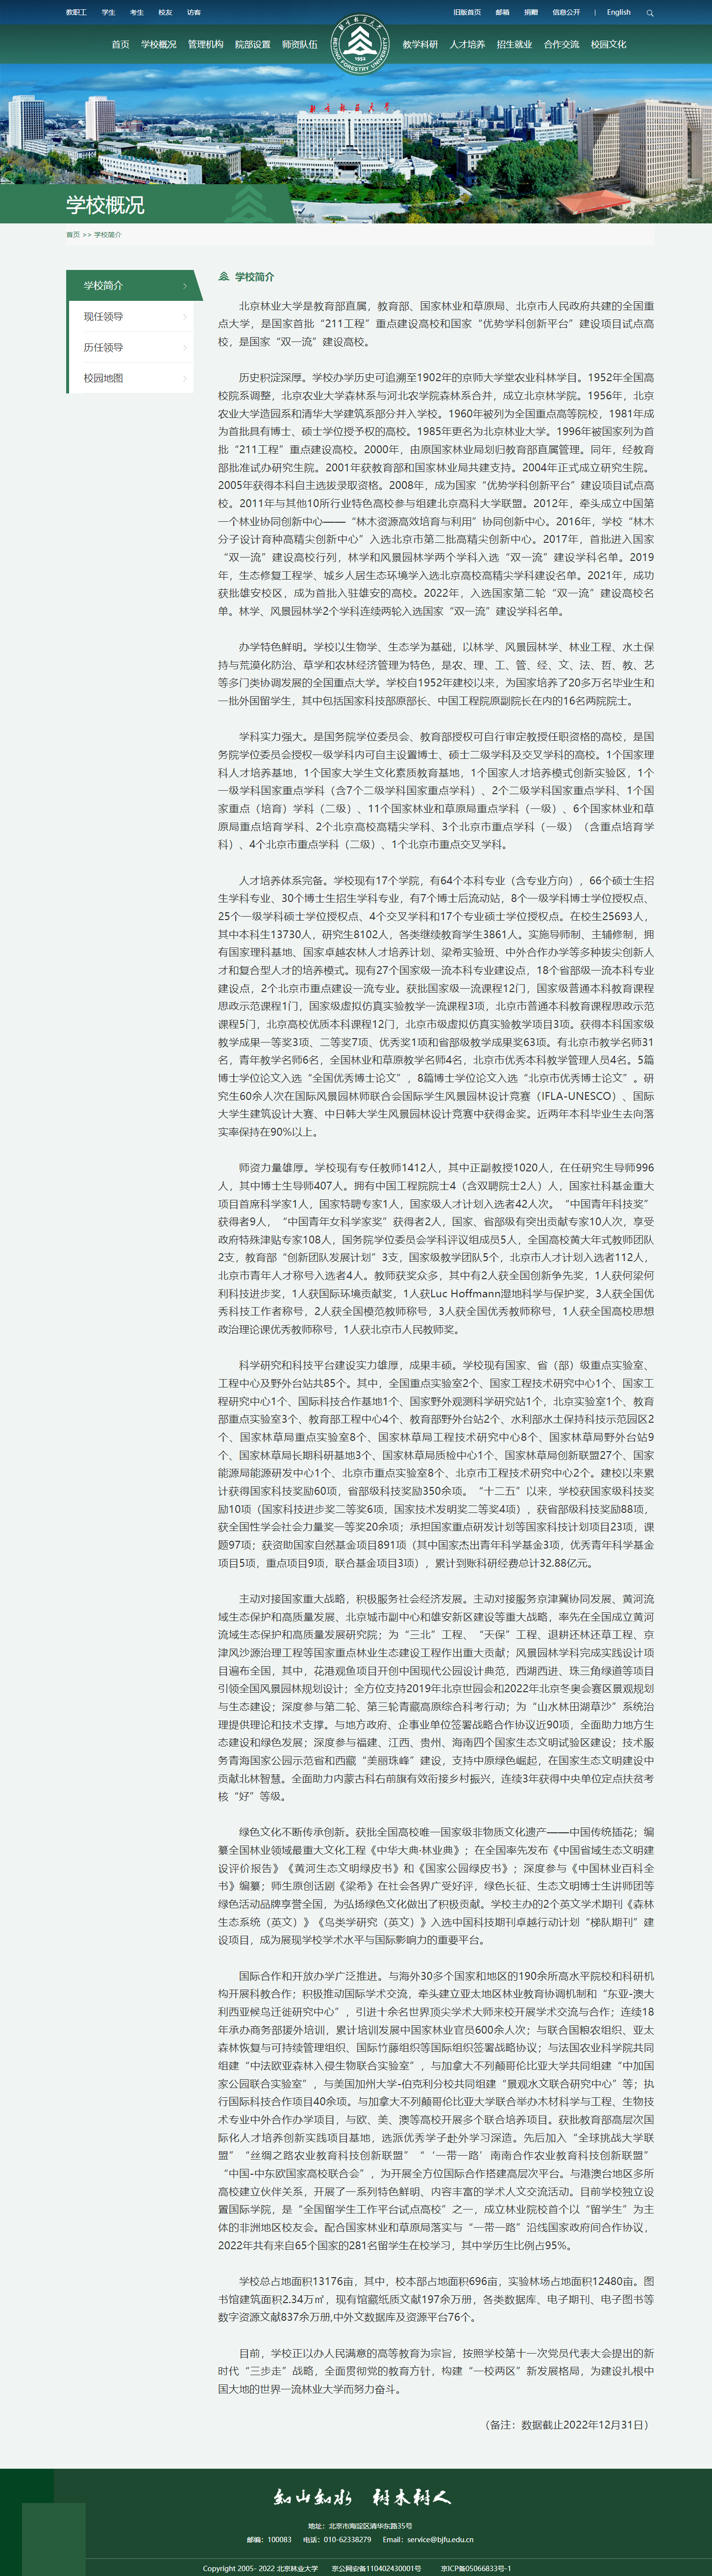 教职工 学生 考生 校友 访客
旧版首页 邮箱 捐赠 信息公开 | English
首页 学校概况 管理机构 院部设置 师资队伍
教学科研 人才培养 招生就业 合作交流 校园文化
北京林业大学
BEIJING FORESTRY UNIVERSITY
1952
北京林业大学
学校概况
首页 >> 学校简介
学校简介
现任领导
历任领导
校园地图
学校简介
北京林业大学是教育部直属，教育部、国家林业和草原局、北京市人民政府共建的全国重
点大学，是国家首批“211工程”重点建设高校和国家“优势学科创新平台”建设项目试点高
校，是国家“双一流”建设高校。
历史积淀深厚。学校办学历史可追溯至1902年的京师大学堂农业科林学目。1952年全国高
校院系调整，北京农业大学森林系与河北农学院森林系合并，成立北京林学院。1956年，北京
农业大学造园系和清华大学建筑系部分并入学校。1960年被列为全国重点高等院校，1981年成
为首批具有博士、硕士学位授予权的高校。1985年更名为北京林业大学。1996年被国家列为首
批“211工程”重点建设高校。2000年，由原国家林业局划归教育部直属管理。同年，经教育
部批准试办研究生院。2001年获教育部和国家林业局共建支持。2004年正式成立研究生院。
2005年获得本科自主选拔录取资格。2008年，成为国家“优势学科创新平台”建设项目试点高
校。2011年与其他10所行业特色高校参与组建北京高科大学联盟。2012年，牵头成立中国第
一个林业协同创新中心——“林木资源高效培育与利用”协同创新中心。2016年，学校“林木
分子设计育种高精尖创新中心”入选北京市第二批高精尖创新中心。2017年，首批进入国家
“双一流”建设高校行列，林学和风景园林学两个学科入选“双一流”建设学科名单。2019
年，生态修复工程学、城乡人居生态环境学入选北京高校高精尖学科建设名单。2021年，成功
获批雄安校区，成为首批入驻雄安的高校。2022年，入选国家第二轮“双一流”建设高校名
单。林学、风景园林学2个学科连续两轮入选国家“双一流”建设学科名单。
办学特色鲜明。学校以生物学、生态学为基础，以林学、风景园林学、林业工程、水土保
持与荒漠化防治、草学和农林经济管理为特色，是农、理、工、管、经、文、法、哲、教、艺
等多门类协调发展的全国重点大学。学校自1952年建校以来，为国家培养了20多万名毕业生和
一批外国留学生，其中包括国家科技部原部长、中国工程院原副院长在内的16名两院院士。
学科实力强大。是国务院学位委员会、教育部授权可自行审定教授任职资格的高校，是国
务院学位委员会授权一级学科内可自主设置博士、硕士二级学科及交叉学科的高校。1个国家理
科人才培养基地，1个国家大学生文化素质教育基地，1个国家人才培养模式创新实验区，1个
一级学科国家重点学科（含7个二级学科国家重点学科）、2个二级学科国家重点学科、1个国
家重点（培育）学科（二级）、11个国家林业和草原局重点学科（一级）、6个国家林业和草
原局重点培育学科、2个北京高校高精尖学科、3个北京市重点学科（一级）（含重点培育学
科）、4个北京市重点学科（二级）、1个北京市重点交叉学科。
人才培养体系完备。学校现有17个学院，有64个本科专业（含专业方向），66个硕士生招
生学科专业、30个博士生招生学科专业，有7个博士后流动站，8个一级学科博士学位授权点、
25个一级学科硕士学位授权点、4个交叉学科和17个专业硕士学位授权点。在校生25693人，
其中本科生13730人，研究生8102人，各类继续教育学生3861人。实施导师制、主辅修制，拥
有国家理科基地、国家卓越农林人才培养计划、梁希实验班、中外合作办学等多种拔尖创新人
才和复合型人才的培养模式。现有27个国家级一流本科专业建设点，18个省部级一流本科专业
建设点，2个北京市重点建设一流专业。获批国家级一流课程12门，国家级普通本科教育课程
思政示范课程1门，国家级虚拟仿真实验教学一流课程3项，北京市普通本科教育课程思政示范
课程5门，北京高校优质本科课程12门，北京市级虚拟仿真实验教学项目3项。获得本科国家级
教学成果一等奖3项、二等奖7项、优秀奖1项和省部级教学成果奖63项。有北京市教学名师31
名，青年教学名师6名，全国林业和草原教学名师4名，北京市优秀本科教学管理人员4名。5篇
博士学位论文入选“全国优秀博士论文”，8篇博士学位论文入选“北京市优秀博士论文”。研
究生60余人次在国际风景园林师联合会国际学生风景园林设计竞赛（IFLA-UNESCO）、国际
大学生建筑设计大赛、中日韩大学生风景园林设计竞赛中获得金奖。近两年本科毕业生去向落
实率保持在90%以上。
师资力量雄厚。学校现有专任教师1412人，其中正副教授1020人，在任研究生导师996
人，其中博士生导师407人。拥有中国工程院院士4（含双聘院士2人）人，国家社科基金重大
项目首席科学家1人，国家特聘专家1人，国家级人才计划入选者42人次。“中国青年科技奖”
获得者9人，“中国青年女科学家奖”获得者2人，国家、省部级有突出贡献专家10人次，享受
政府特殊津贴专家108人，国务院学位委员会学科评议组成员5人，全国高校黄大年式教师团队
2支，教育部“创新团队发展计划”3支，国家级教学团队5个，北京市人才计划入选者112人，
北京市青年人才称号入选者4人。教师获奖众多，其中有2人获全国创新争先奖，1人获何梁何
利科技进步奖，1人获国际环境贡献奖，1人获Luc Hoffmann湿地科学与保护奖，3人获全国优
秀科技工作者称号，2人获全国模范教师称号，3人获全国优秀教师称号，1人获全国高校思想
政治理论课优秀教师称号，1人获北京市人民教师奖。
科学研究和科技平台建设实力雄厚，成果丰硕。学校现有国家、省（部）级重点实验室、
工程中心及野外台站共85个。其中，全国重点实验室2个、国家工程技术研究中心1个、国家工
程研究中心1个、国际科技合作基地1个、国家野外观测科学研究站1个，北京实验室1个、教育
部重点实验室3个、教育部工程中心4个、教育部野外台站2个、水利部水土保持科技示范园区2
个、国家林草局重点实验室8个、国家林草局工程技术研究中心8个、国家林草局野外台站9
个、国家林草局长期科研基地3个、国家林草局质检中心1个、国家林草局创新联盟27个、国家
能源局能源研发中心1个、北京市重点实验室8个、北京市工程技术研究中心2个。建校以来累
计获得国家科技奖励60项，省部级科技奖励350余项。“十二五”以来，学校获国家级科技奖
励10项（国家科技进步奖二等奖6项，国家技术发明奖二等奖4项），获省部级科技奖励88项，
获全国性学会社会力量奖一等奖20余项；承担国家重点研发计划等国家科技计划项目23项，课
题97项；获资助国家自然基金项目891项（其中国家杰出青年科学基金3项，优秀青年科学基金
项目5项，重点项目9项，联合基金项目3项），累计到账科研经费总计32.88亿元。
主动对接国家重大战略，积极服务社会经济发展。主动对接服务京津冀协同发展、黄河流
域生态保护和高质量发展、北京城市副中心和雄安新区建设等重大战略，率先在全国成立黄河
流域生态保护和高质量发展研究院；为“三北”工程、“天保”工程、退耕还林还草工程、京
津风沙源治理工程等国家重点林业生态建设工程作出重大贡献；风景园林学科完成实践设计项
目遍布全国，其中，花港观鱼项目开创中国现代公园设计典范，西湖西进、珠三角绿道等项目
引领全国风景园林规划设计；全方位支持2019年北京世园会和2022年北京冬奥会赛区景观规划
与生态建设；深度参与第二轮、第三轮青藏高原综合科考行动；为“山水林田湖草沙”系统治
理提供理论和技术支撑。与地方政府、企事业单位签署战略合作协议近90项，全面助力地方生
态建设和绿色发展；深度参与福建、江西、贵州、海南四个国家生态文明试验区建设；技术服
务青海国家公园示范省和西藏“美丽珠峰”建设，支持中原绿色崛起，在国家生态文明建设中
贡献北林智慧。全面助力内蒙古科右前旗有效衔接乡村振兴，连续3年获得中央单位定点扶贫考
核“好”等级。
绿色文化不断传承创新。获批全国高校唯一国家级非物质文化遗产——中国传统插花；编
纂全国林业领域最重大文化工程《中华大典·林业典》；在全国率先发布《中国省域生态文明建
设评价报告》《黄河生态文明绿皮书》和《国家公园绿皮书》；深度参与《中国林业百科全
书》编纂；师生原创话剧《梁希》在社会各界广受好评，绿色长征、生态文明博士生讲师团等
绿色活动品牌享誉全国，为弘扬绿色文化做出了积极贡献。学校主办的2个英文学术期刊《森林
生态系统（英文）》《鸟类学研究（英文）》入选中国科技期刊卓越行动计划“梯队期刊”建
设项目，成为展现学校学术水平与国际影响力的重要平台。
国际合作和开放办学广泛推进。与海外30多个国家和地区的190余所高水平院校和科研机
构开展科教合作；积极推动国际学术交流，牵头建立亚太地区林业教育协调机制和“东亚-澳大
利西亚候鸟迁徙研究中心”，引进十余名世界顶尖学术大师来校开展学术交流与合作；连续18
年承办商务部援外培训，累计培训发展中国家林业官员600余人次；与联合国粮农组织、亚太
森林恢复与可持续管理组织、国际竹藤组织等国际组织签署战略协议；与法国农业科学院共同
组建“中法欧亚森林入侵生物联合实验室”，与加拿大不列颠哥伦比亚大学共同组建“中加国
家公园联合实验室”，与美国加州大学-伯克利分校共同组建“景观水文联合研究中心”等；执
行国际科技合作项目40余项。与加拿大不列颠哥伦比亚大学联合举办木材科学与工程、生物技
术专业中外合作办学项目，与欧、美、澳等高校开展多个联合培养项目。获批教育部高层次国
际化人才培养创新实践项目基地，选派优秀学子赴外学习深造。先后加入“全球挑战大学联
盟”“丝绸之路农业教育科技创新联盟”“‘一带一路’南南合作农业教育科技创新联盟”
“中国-中东欧国家高校联合会”，为开展全方位国际合作搭建高层次平台。与港澳台地区多所
高校建立伙伴关系，开展了一系列特色鲜明、内容丰富的学术人文交流活动。目前学校独立设
置国际学院，是“全国留学生工作平台试点高校”之一，成立林业院校首个以“留学生”为主
体的非洲地区校友会。配合国家林业和草原局落实与“一带一路”沿线国家政府间合作协议，
2022年共有来自65个国家的281名留学生在校学习，其中学历生比例占95%。
学校总占地面积13176亩，其中，校本部占地面积696亩，实验林场占地面积12480亩。图
书馆建筑面积2.34万㎡，现有馆藏纸质文献197余万册，各类数据库、电子期刊、电子图书等
数字资源文献837余万册,中外文数据库及资源平台76个。
目前，学校正以办人民满意的高等教育为宗旨，按照学校第十一次党员代表大会提出的新
时代“三步走”战略，全面贯彻党的教育方针，构建“一校两区”新发展格局，为建设扎根中
国大地的世界一流林业大学而努力奋斗。
（备注：数据截止2022年12月31日）
知山知水 树木树人
地址：北京市海淀区清华东路35号
邮编：100083 电话：010-62338279 Email：service@bjfu.edu.cn
Copyright 2005- 2022 北京林业大学 京公网安备110402430001号 京ICP备05066833号-1